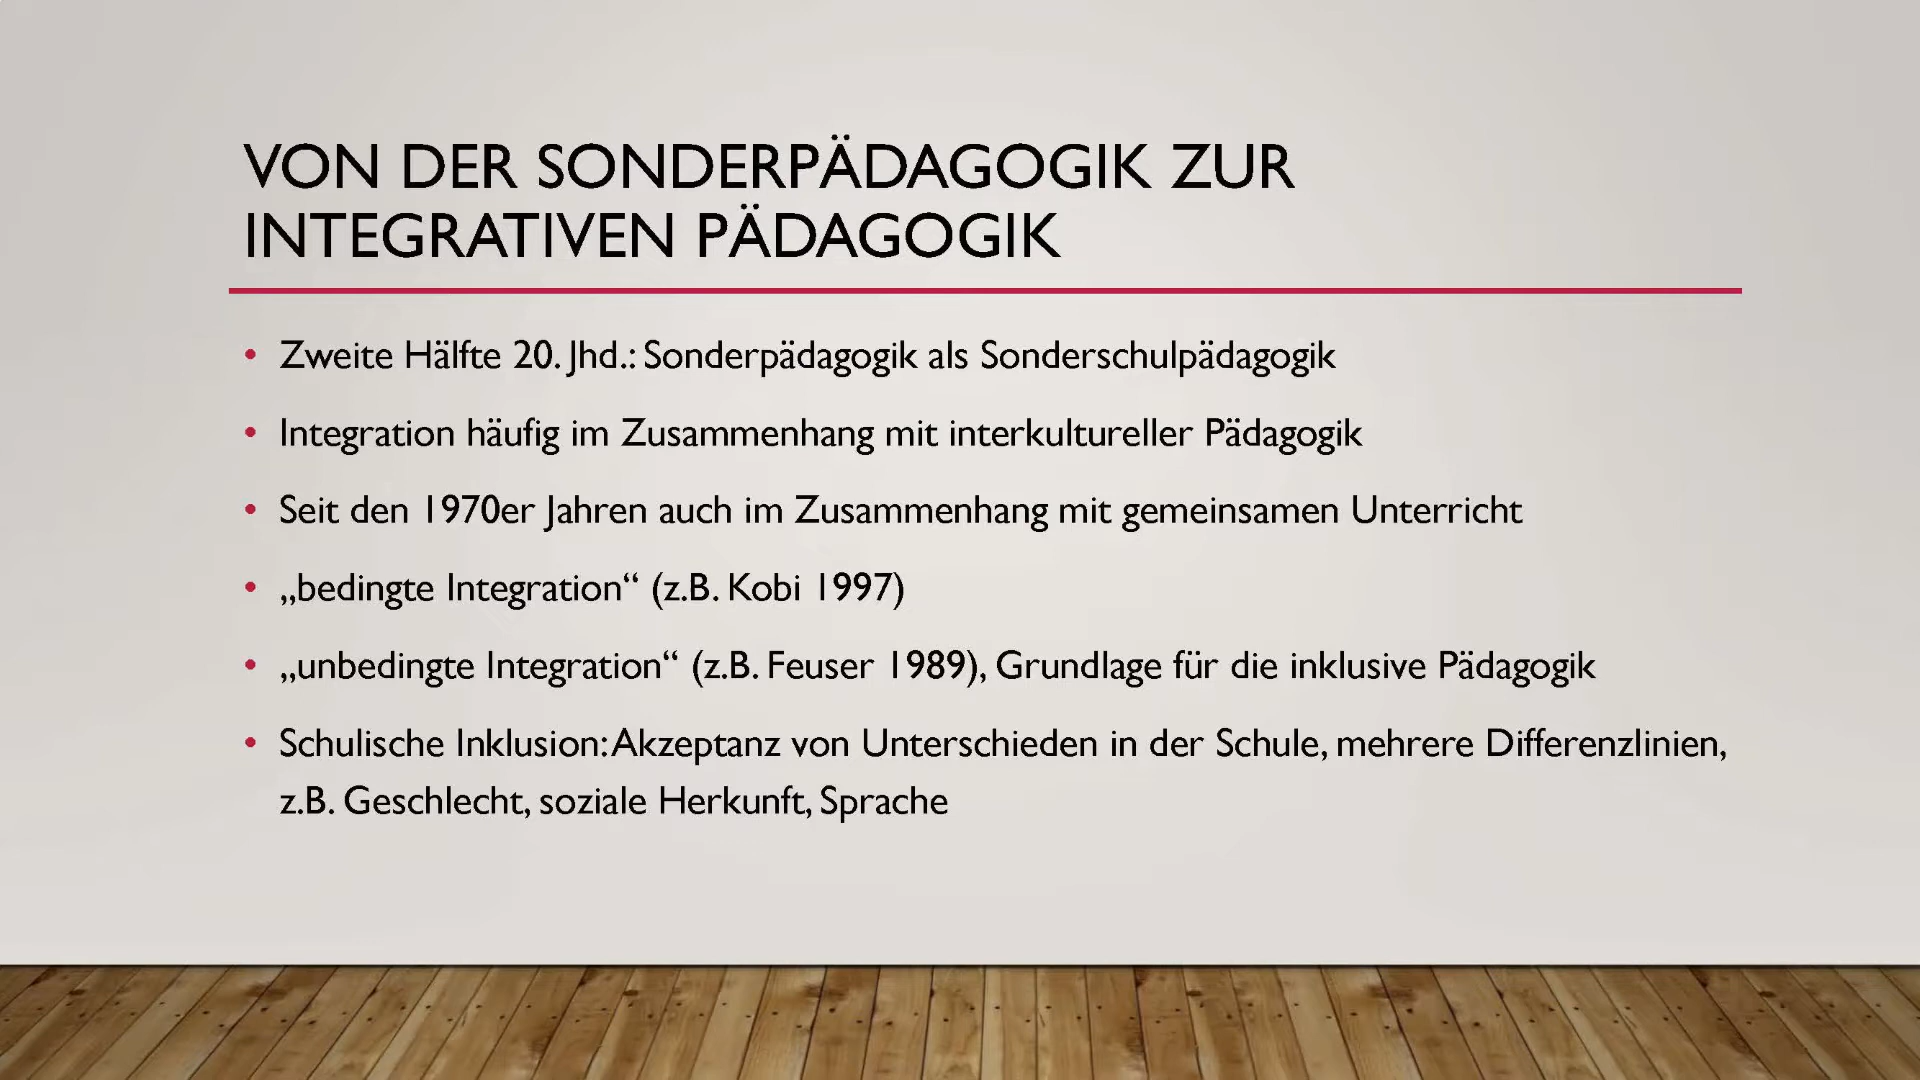 VON DER SONDERPÄDAGOGIK ZUR
INTEGRATIVEN PÄDAGOGIK
• Zweite Hälfte 20. Jhd.: Sonderpädagogik als Sonderschulpädagogik
• Integration häufig im Zusammenhang mit interkultureller Pädagogik
• Seit den 1970er Jahren auch im Zusammenhang mit gemeinsamen Unterricht
• „bedingte Integration“ (z.B. Kobi 1997)
• „unbedingte Integration“ (z.B. Feuser 1989), Grundlage für die inklusive Pädagogik
• Schulische Inklusion: Akzeptanz von Unterschieden in der Schule, mehrere Differenzlinien,
z.B. Geschlecht, soziale Herkunft, Sprache